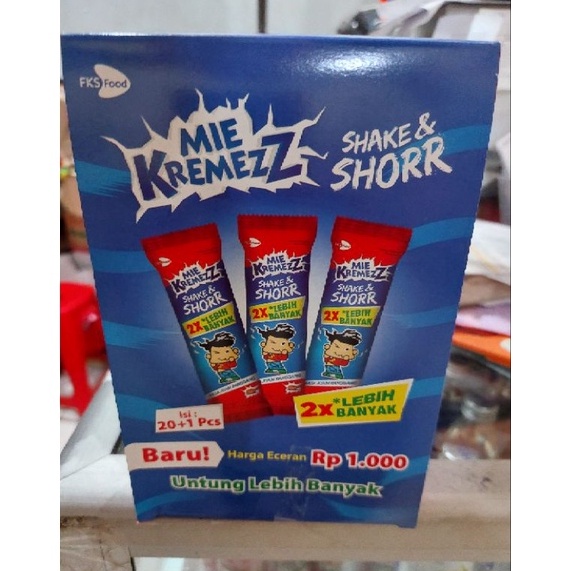 FKS Food
MIE
KREMEZZ
SHAKE &
SHORR
MIE
KREMEZZ
SHAKE &
SHORR
2X *LEBIH
BANYAK
MIE
KREMEZZ
SHAKE &
SHORR
2X *LEBIH
BANYAK
MIE
KREMEZZ
SHAKE &
SHORR
2X *LEBIH
BANYAK
2x *LEBIH
BANYAK
Isi :
20+1 Pcs
Baru! Harga Eceran Rp 1.000
Untung Lebih Banyak